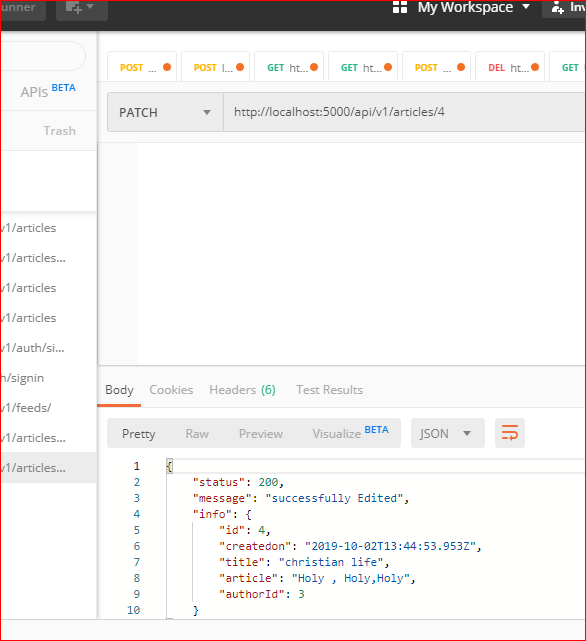 unner
My Workspace
Inv
POST ...
POST l...
GET ht...
GET ht...
POST ...
DEL ht...
GET
APIs BETA
PATCH
http://localhost:5000/api/v1/articles/4
Trash
v1/articles
v1/articles...
v1/articles
v1/articles
v1/auth/si...
h/signin
v1/feeds/
v1/articles...
v1/articles...
Body Cookies Headers (6) Test Results
Pretty Raw Preview Visualize BETA JSON
1 {
2 "status": 200,
3 "message": "successfully Edited",
4 "info": {
5 "id": 4,
6 "createdon": "2019-10-02T13:44:53.953Z",
7 "title": "christian life",
8 "article": "Holy , Holy,Holy",
9 "authorId": 3
10 }